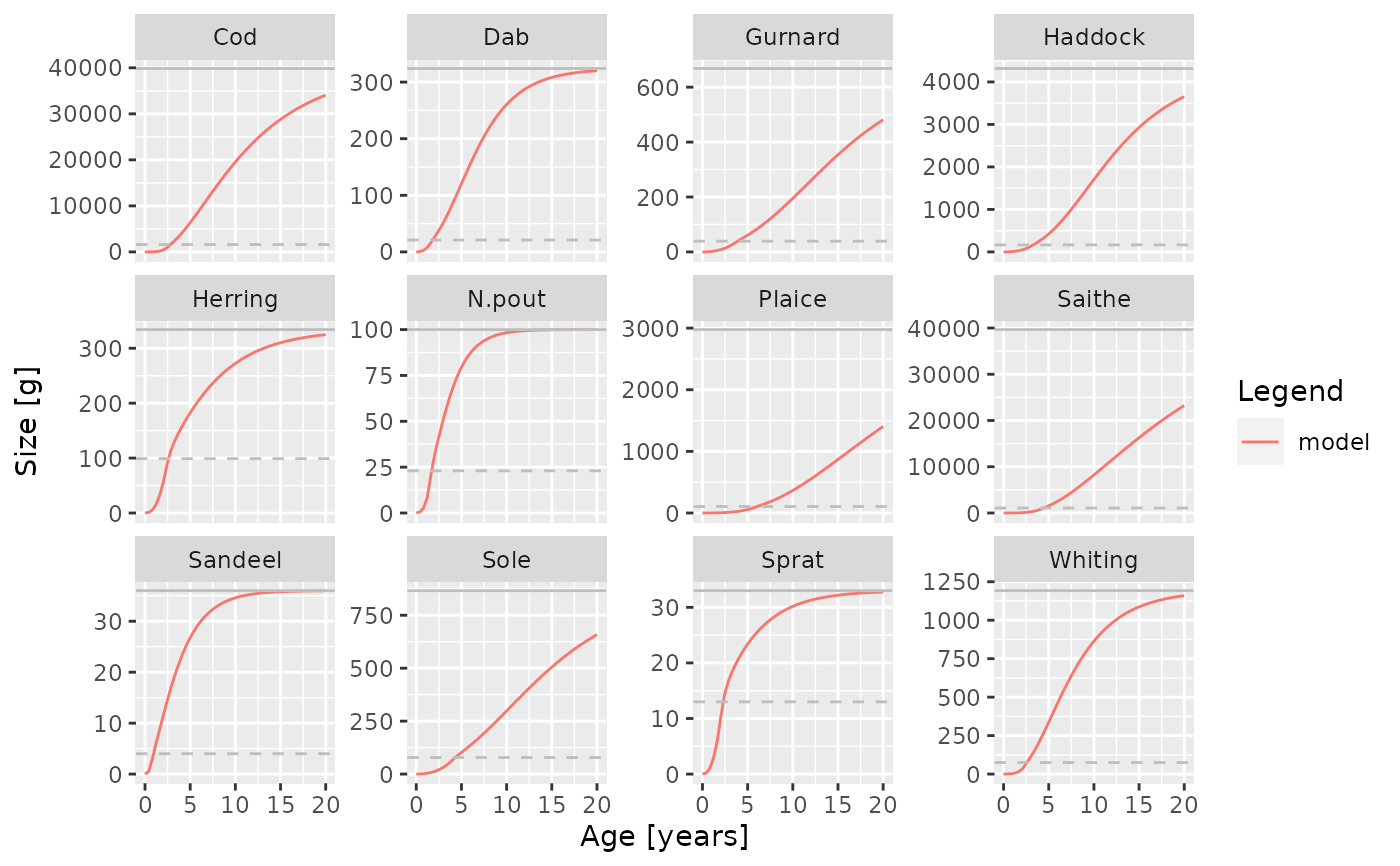 Cod Dab Gurnard Haddock
40000 300 600 4000
30000 400 3000
20000 200 2000
10000 100 200 1000
0 0 0 0
Herring N.pout Plaice Saithe
300 100 3000 40000
200 75 2000 30000
100 50 1000 20000
0 25 0 10000
0 0
Sandeel Sole Sprat Whiting
30 750 30 1250
20 500 20 1000
10 250 10 750
0 0 0 500
250
0
0 5 10 15 20 0 5 10 15 20 0 5 10 15 20 0 5 10 15 20
Age [years]
Size [g]
Legend
model